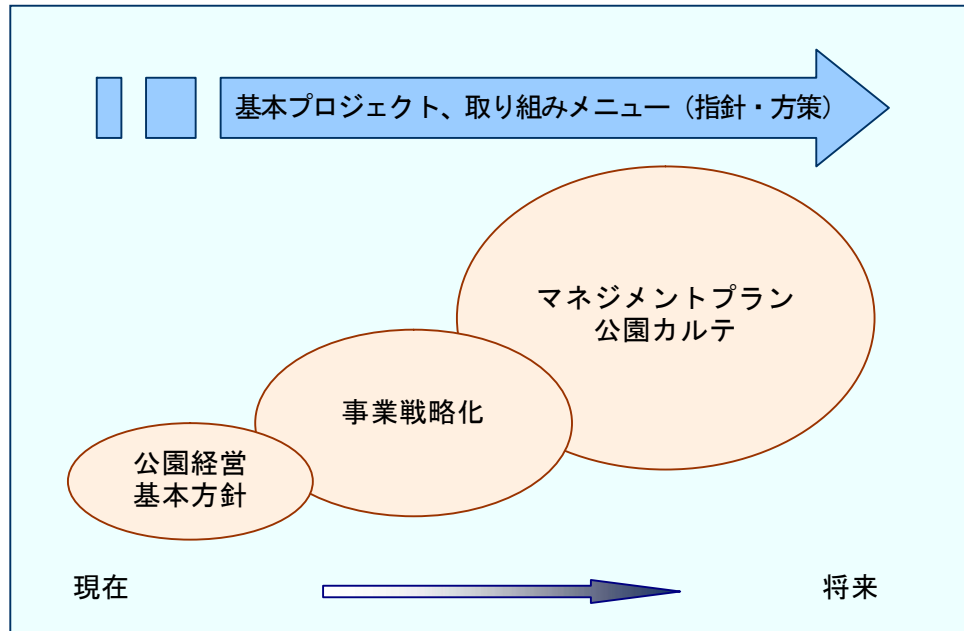 基本プロジェクト、取り組みメニュー（指針・方策）
マネジメントプラン
公園カルテ
事業戦略化
公園経営
基本方針
現在
将来